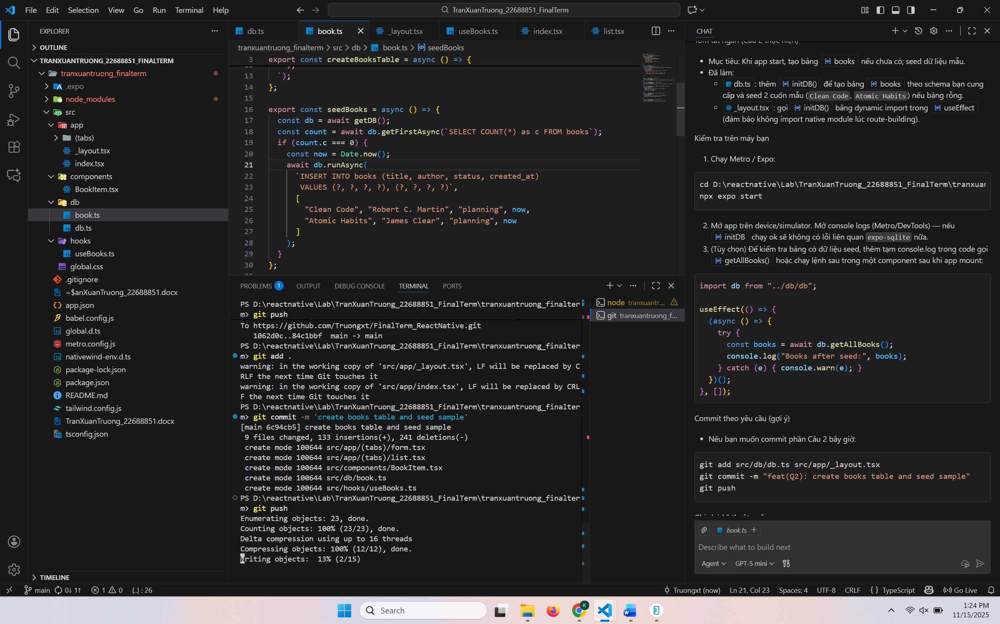 File Edit Selection View Go Run Terminal Help
TranXuanTruong_22688851_FinalTerm
EXPLORER
OUTLINE
TRANXUANTRUONG_22688851_FINALTERM
tranxuantruong_finalterm
.expo
node_modules
src
app
(tabs)
_layout.tsx
index.tsx
components
BookItem.tsx
db
book.ts
db.ts
hooks
useBooks.ts
global.css
.gitignore
~$anXuanTruong_22688851.docx
app.json
babel.config.js
global.d.ts
metro.config.js
nativewind-env.d.ts
package-lock.json
package.json
README.md
tailwind.config.js
TranXuanTruong_22688851.docx
tsconfig.json
TIMELINE
db.ts book.ts _layout.tsx useBooks.ts index.tsx list.tsx
tranxuantruong_finalterm > src > db > book.ts > seedBooks
3 export const createBooksTable = async () => {
12 );
13 `);
14 };
15
16 export const seedBooks = async () => {
17 const db = await getDB();
18 const count = await db.getFirstAsync(`SELECT COUNT(*) as c FROM books`);
19 if (count.c === 0) {
20 const now = Date.now();
21 await db.runAsync(
22 `INSERT INTO books (title, author, status, created_at)
23 VALUES (?, ?, ?, ?), (?, ?, ?, ?)`,
24 [
25 "Clean Code", "Robert C. Martin", "planning", now,
26 "Atomic Habits", "James Clear", "planning", now
27 ]
28 );
29 }
30 };
PROBLEMS 1 OUTPUT DEBUG CONSOLE TERMINAL PORTS
PS D:\reactnative\Lab\TranXuanTruong_22688851_FinalTerm\tranxuantruong_finalter
m> git push
To https://github.com/Truongxt/FinalTerm_ReactNative.git
1062d0c..84c1bbf main -> main
PS D:\reactnative\Lab\TranXuanTruong_22688851_FinalTerm\tranxuantruong_finalter
m> git add .
warning: in the working copy of 'src/app/_layout.tsx', LF will be replaced by C
RLF the next time Git touches it
warning: in the working copy of 'src/app/index.tsx', LF will be replaced by CRL
F the next time Git touches it
PS D:\reactnative\Lab\TranXuanTruong_22688851_FinalTerm\tranxuantruong_finalter
m> git commit -m 'create books table and seed sample'
[main 6c94cb5] create books table and seed sample
9 files changed, 133 insertions(+), 241 deletions(-)
create mode 100644 src/app/(tabs)/form.tsx
create mode 100644 src/app/(tabs)/list.tsx
create mode 100644 src/components/BookItem.tsx
create mode 100644 src/db/book.ts
create mode 100644 src/hooks/useBooks.ts
PS D:\reactnative\Lab\TranXuanTruong_22688851_FinalTerm\tranxuantruong_finalter
m> git push
Enumerating objects: 23, done.
Counting objects: 100% (23/23), done.
Delta compression using up to 16 threads
Compressing objects: 100% (12/12), done.
Writing objects: 13% (2/15)
node tranxuantr...
git tranxuantruong_f...
CHAT
Tóm tắt ngắn (Câu 2 thực hiện)
• Mục tiêu: Khi app start, tạo bảng books nếu chưa có; seed dữ liệu mẫu.
• Đã làm:
db.ts : thêm initDB() để tạo bảng books theo schema bạn cung
cấp và seed 2 cuốn mẫu (Clean Code, Atomic Habits) nếu bảng rỗng.
_layout.tsx : gọi initDB() bằng dynamic import trong useEffect
(đảm bảo không import native module lúc route-building).
Kiểm tra trên máy bạn
1. Chạy Metro / Expo:
cd D:\reactnative\Lab\TranXuanTruong_22688851_FinalTerm\tranxuan
npx expo start
2. Mở app trên device/simulator. Mở console logs (Metro/DevTools) — nếu
initDB chạy ok sẽ không có lỗi liên quan expo-sqlite nữa.
3. (Tùy chọn) Để kiểm tra bảng có dữ liệu seed, thêm tạm console.log trong code gọi
getAllBooks() hoặc chạy lệnh sau trong một component sau khi app mount:
import db from "../db/db";
useEffect(() => {
(async () => {
try {
const books = await db.getAllBooks();
console.log("Books after seed:", books);
} catch (e) { console.warn(e); }
})();
}, []);
Commit theo yêu cầu (gợi ý)
• Nếu bạn muốn commit phần Câu 2 bây giờ:
git add src/db/db.ts src/app/_layout.tsx
git commit -m "feat(Q2): create books table and seed sample"
git push
book.ts
Describe what to build next
Agent GPT-5 mini
main 0↓ 1↑ 1 0 {..} : 26
Truongxt (now) Ln 21, Col 23 Spaces: 4 UTF-8 CRLF { } TypeScript Go Live
Search
K
1:24 PM
11/15/2025